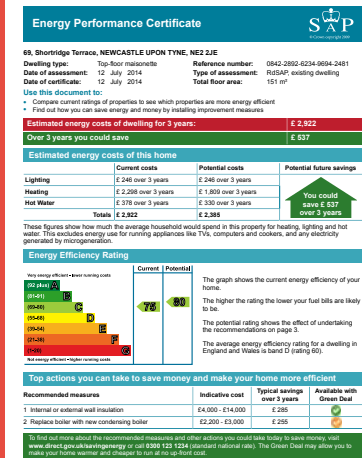 Energy Performance Certificate
SAP
69, Shortridge Terrace, NEWCASTLE UPON TYNE, NE2 2JE
Dwelling type: Top-floor maisonette Reference number: 0842-2892-6234-9694-2481
Date of assessment: 12 July 2014 Type of assessment: RdSAP, existing dwelling
Date of certificate: 12 July 2014 Total floor area: 151 m²
Use this document to:
• Compare current ratings of properties to see which properties are more energy efficient
• Find out how you can save energy and money by installing improvement measures
Estimated energy costs of dwelling for 3 years: £ 2,922
Over 3 years you could save £ 537
Estimated energy costs of this home
Current costs Potential costs Potential future savings
Lighting £ 246 over 3 years £ 246 over 3 years
Heating £ 2,298 over 3 years £ 1,809 over 3 years
Hot Water £ 378 over 3 years £ 330 over 3 years
Totals £ 2,922 £ 2,385
You could
save £ 537
over 3 years
These figures show how much the average household would spend in this property for heating, lighting and hot
water. This excludes energy use for running appliances like TVs, computers and cookers, and any electricity
generated by microgeneration.
Energy Efficiency Rating
Current Potential
Very energy efficient - lower running costs
(92 plus) A
(81-91) B
(69-80) C
(55-68) D
(39-54) E
(21-38) F
(1-20) G
Not energy efficient - higher running costs
75 80
The graph shows the current energy efficiency of your
home.
The higher the rating the lower your fuel bills are likely
to be.
The potential rating shows the effect of undertaking
the recommendations on page 3.
The average energy efficiency rating for a dwelling in
England and Wales is band D (rating 60).
Top actions you can take to save money and make your home more efficient
Recommended measures Indicative cost Typical savings over 3 years Available with Green Deal
1 Internal or external wall insulation £4,000 - £14,000 £ 285
2 Replace boiler with new condensing boiler £2,200 - £3,000 £ 255
To find out more about the recommended measures and other actions you could take today to save money, visit
www.direct.gov.uk/savingenergy or call 0300 123 1234 (standard national rate). The Green Deal may allow you to
make your home warmer and cheaper to run at no up-front cost.